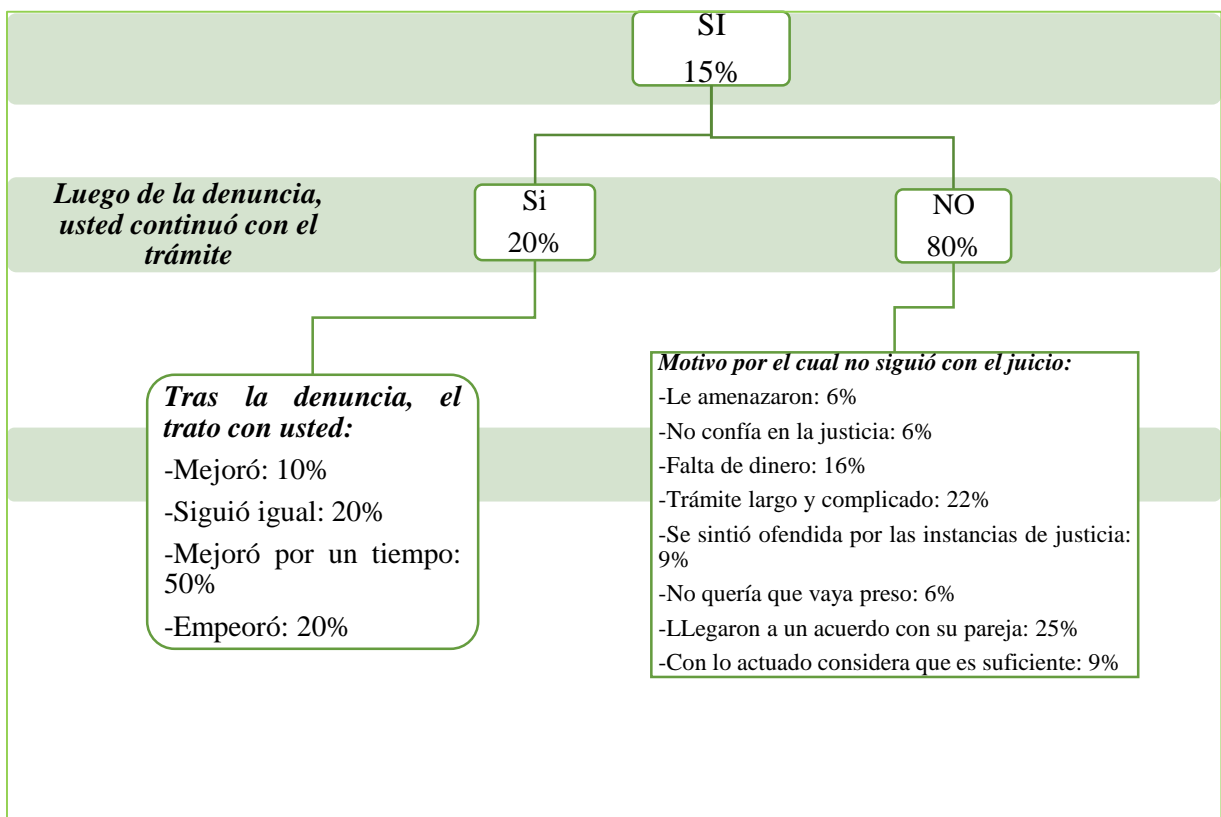 SI
15%
Luego de la denuncia,
usted continuó con el
trámite
Si
20%
NO
80%
Tras la denuncia, el
trato con usted:
-Mejoró: 10%
-Siguió igual: 20%
-Mejoró por un tiempo:
50%
-Empeoró: 20%
Motivo por el cual no siguió con el juicio:
-Le amenazaron: 6%
-No confía en la justicia: 6%
-Falta de dinero: 16%
-Trámite largo y complicado: 22%
-Se sintió ofendida por las instancias de justicia:
9%
-No quería que vaya preso: 6%
-LLegaron a un acuerdo con su pareja: 25%
-Con lo actuado considera que es suficiente: 9%